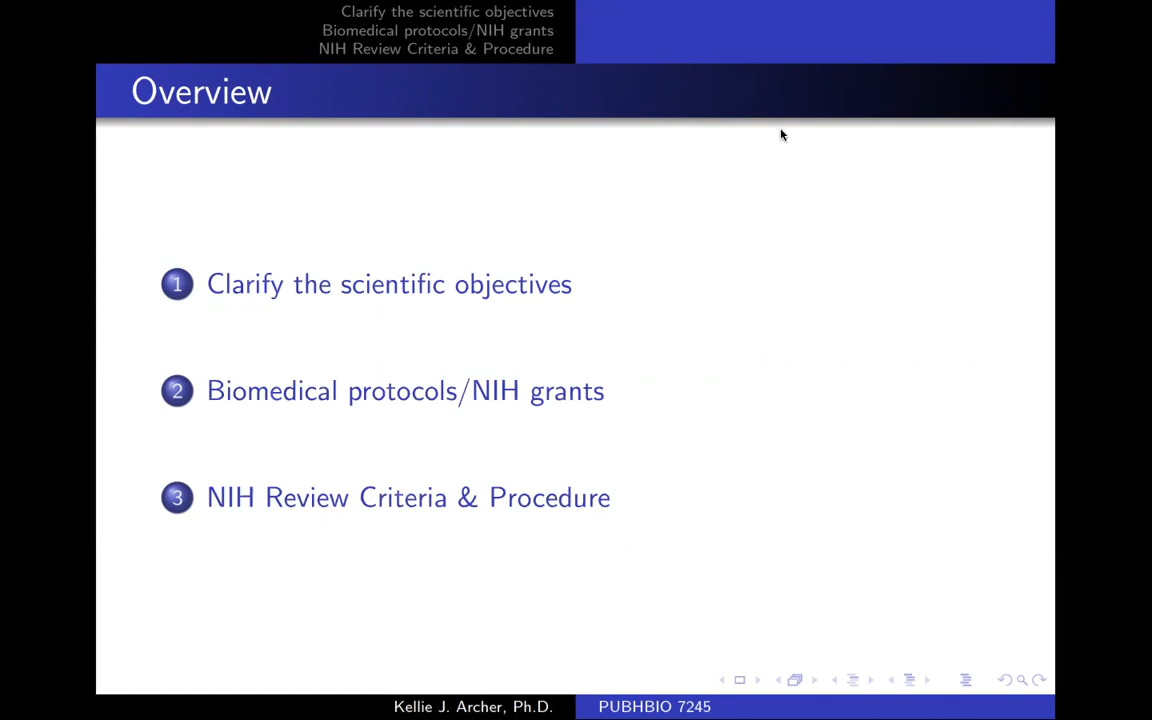 Clarify the scientific objectives
Biomedical protocols/NIH grants
NIH Review Criteria & Procedure
Overview
1 Clarify the scientific objectives
2 Biomedical protocols/NIH grants
3 NIH Review Criteria & Procedure
Kellie J. Archer, Ph.D. PUBHBIO 7245